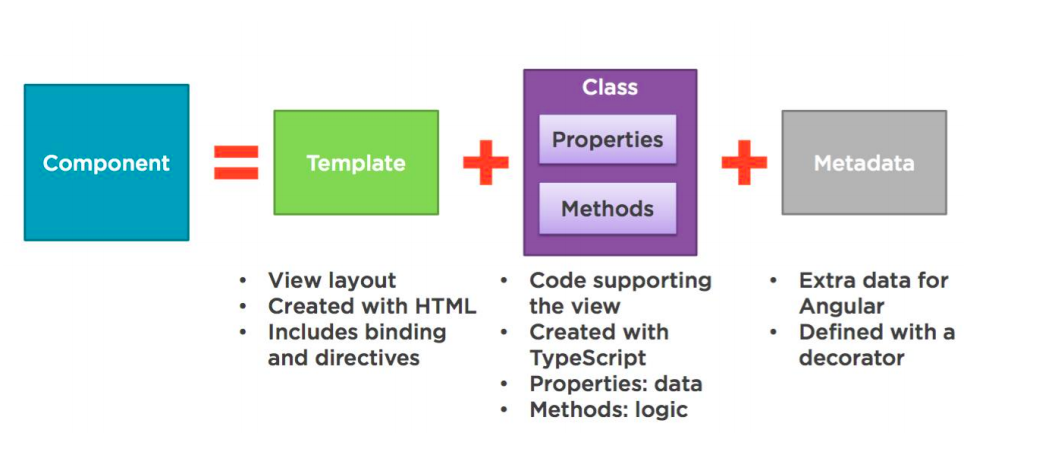 Component
=
Template
+
Class
Properties
Methods
+
Metadata
• View layout
• Created with HTML
• Includes binding
and directives
• Code supporting
the view
• Created with
TypeScript
• Properties: data
• Methods: logic
• Extra data for
Angular
• Defined with a
decorator